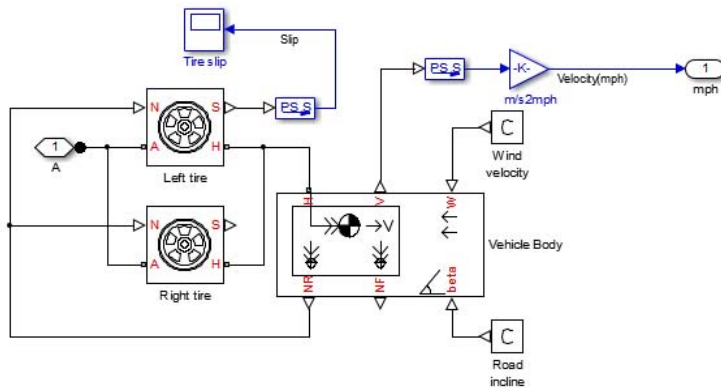 Slip
Tire slip
PS S
PS S
-K-
Velocity(mph)
1
mph
m/s2mph
N
S
A
H
Left tire
1
A
C
Wind
velocity
N
S
A
H
Right tire
H
V
W
V
NR
NF
beta
Vehicle Body
C
Road
incline